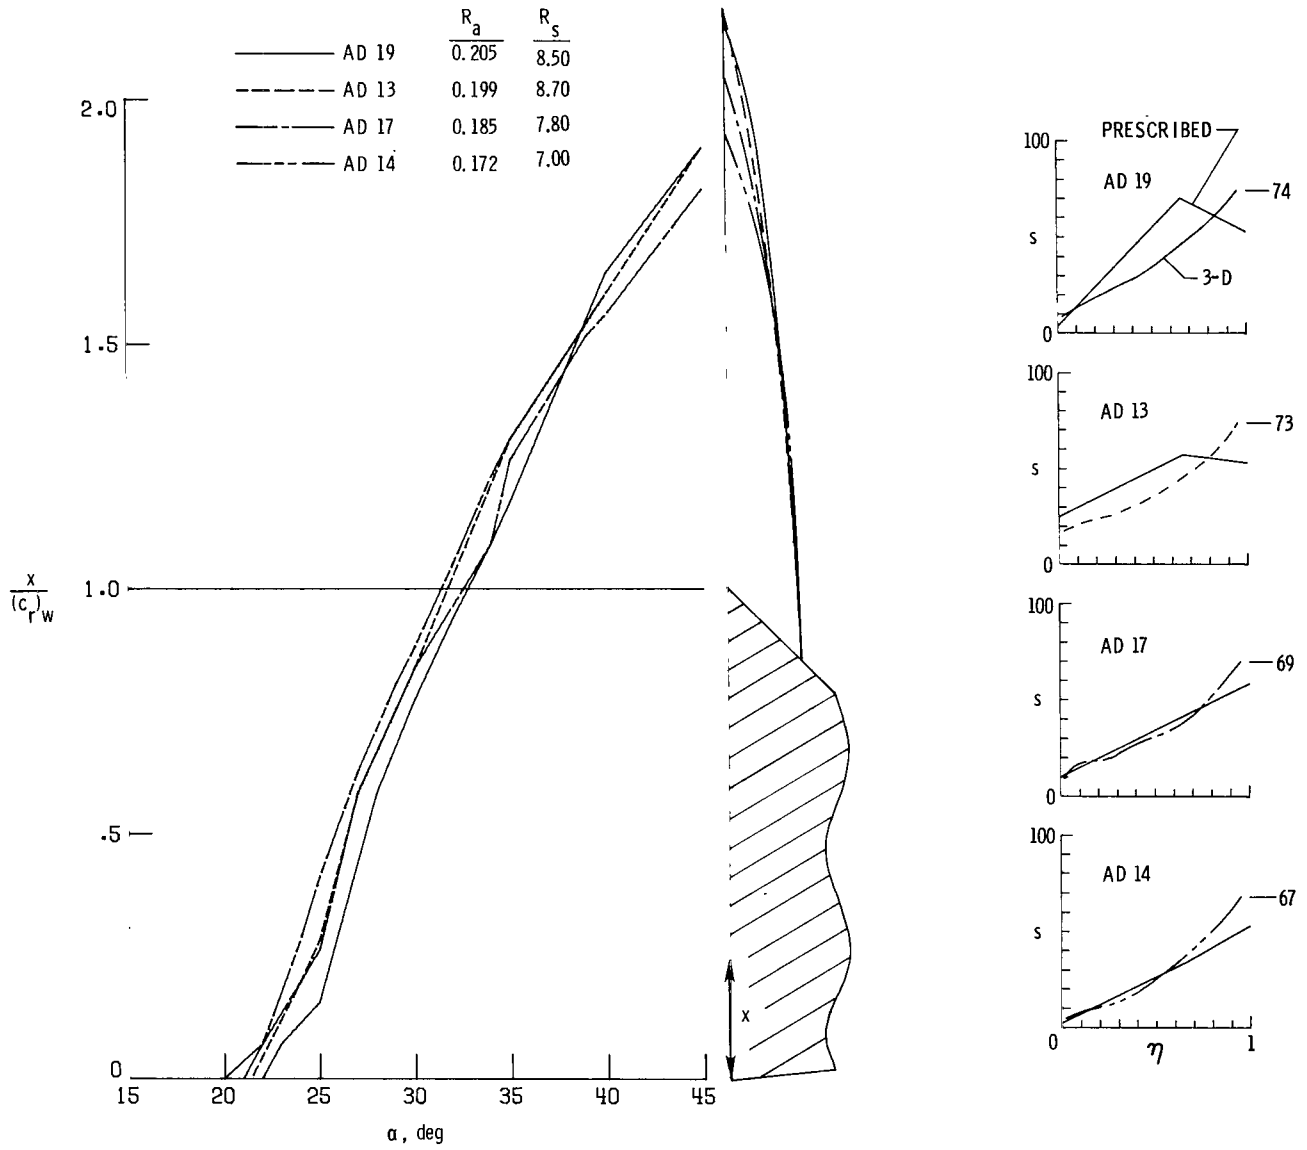 R_a R_s
AD 19 0.205 8.50
AD 13 0.199 8.70
AD 17 0.185 7.80
AD 14 0.172 7.00
2.0
1.5
1.0
.5
0
x
(c_r)_w
15 20 25 30 35 40 45
α, deg
x
PRESCRIBED
100
AD 19
74
s
3-D
0
100
AD 13
73
s
0
100
AD 17
69
s
0
100
AD 14
67
s
0
0 η 1